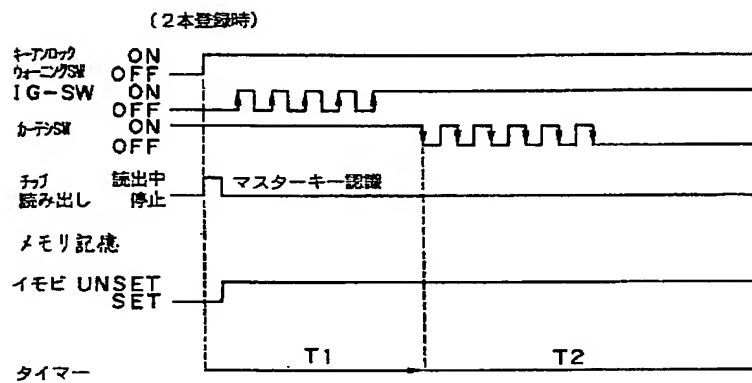 (2本登録時)
キーアンロック ON
ウォーニングSW OFF
IG-SW ON
OFF
カーテシSW ON
OFF
チップ 読出中 マスターキー認識
読み出し 停止
メモリ記憶
イモビ UNSET
SET
T1 T2
タイマー